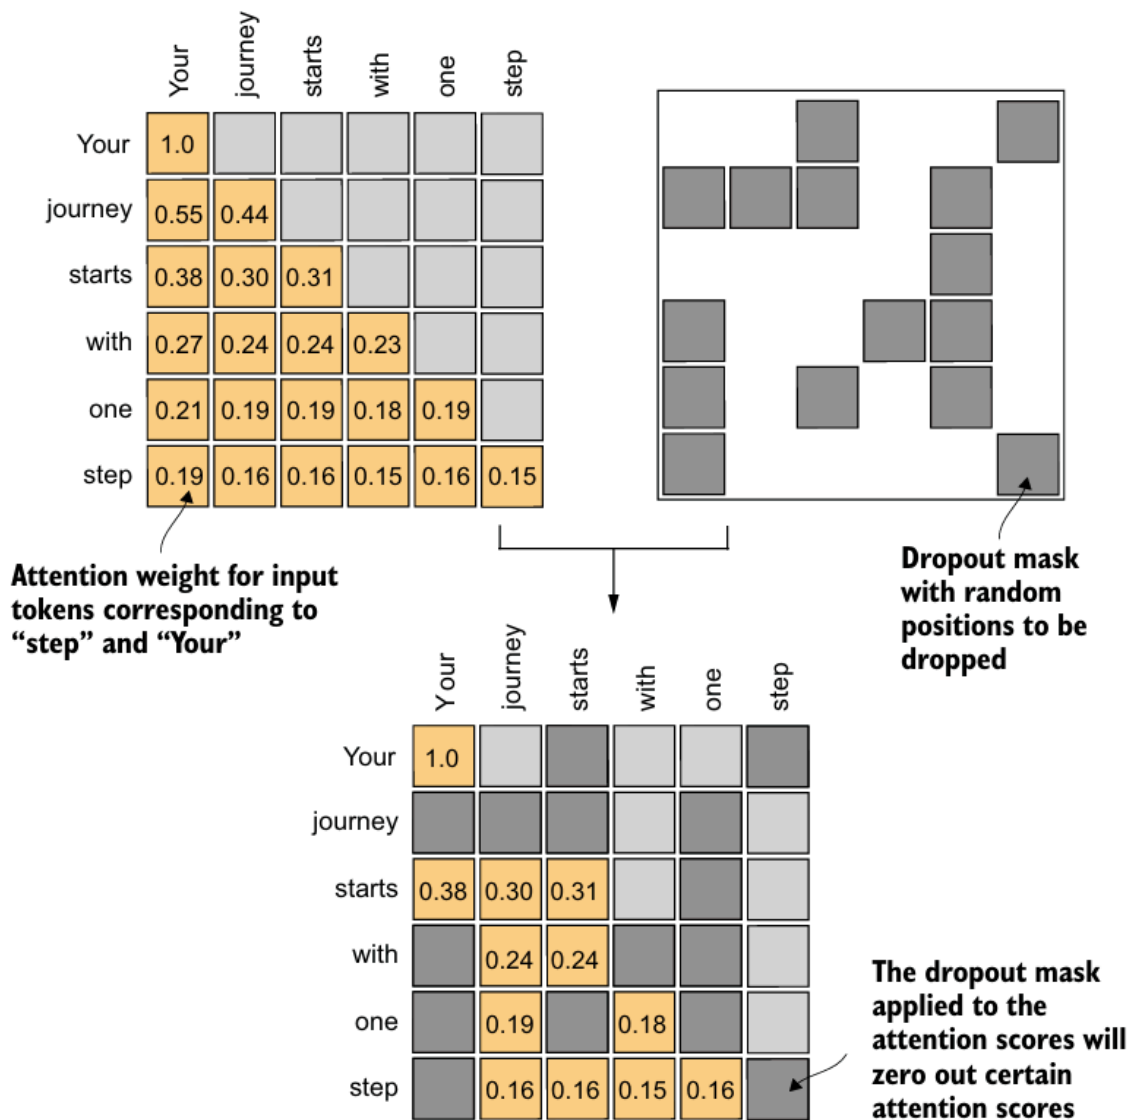 Your journey starts with one step
Your 1.0
journey 0.55 0.44
starts 0.38 0.30 0.31
with 0.27 0.24 0.24 0.23
one 0.21 0.19 0.19 0.18 0.19
step 0.19 0.16 0.16 0.15 0.16 0.15
Attention weight for input
tokens corresponding to
“step” and “Your”
Dropout mask
with random
positions to be
dropped
Your journey starts with one step
Your 1.0
journey
starts 0.38 0.30 0.31
with 0.24 0.24
one 0.19 0.18
step 0.16 0.16 0.15 0.16
The dropout mask
applied to the
attention scores will
zero out certain
attention scores